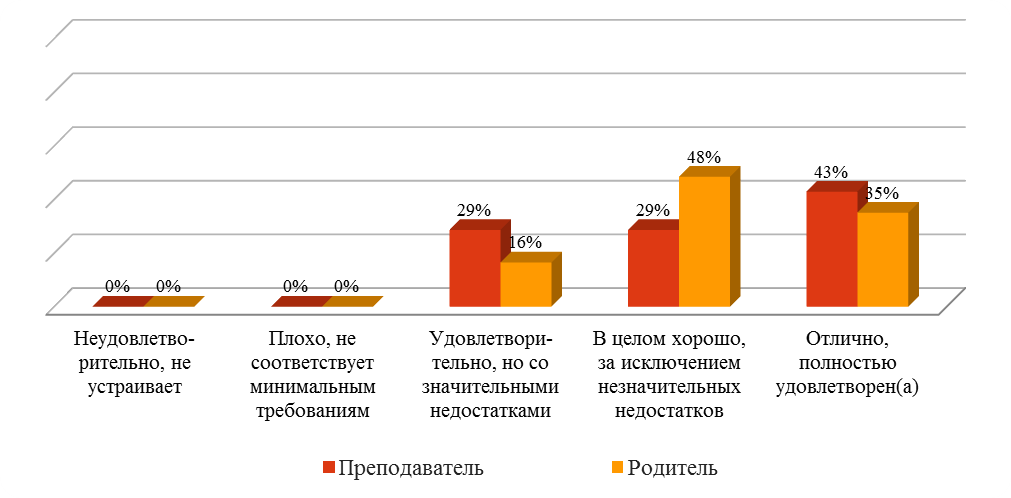 0% 0% 0% 0% 29% 16% 29% 48% 43% 35%
Неудовлетво-
рительно, не
устраивает
Плохо, не
соответствует
минимальным
требованиям
Удовлетвори-
тельно, но со
значительными
недостатками
В целом хорошо,
за исключением
незначительных
недостатков
Отлично,
полностью
удовлетворен(а)
Преподаватель
Родитель